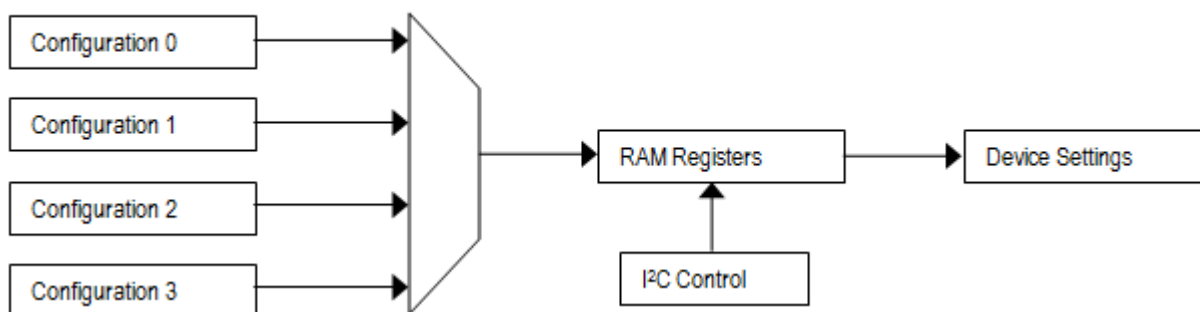 Configuration 0
Configuration 1
RAM Registers
Device Settings
Configuration 2
I²C Control
Configuration 3